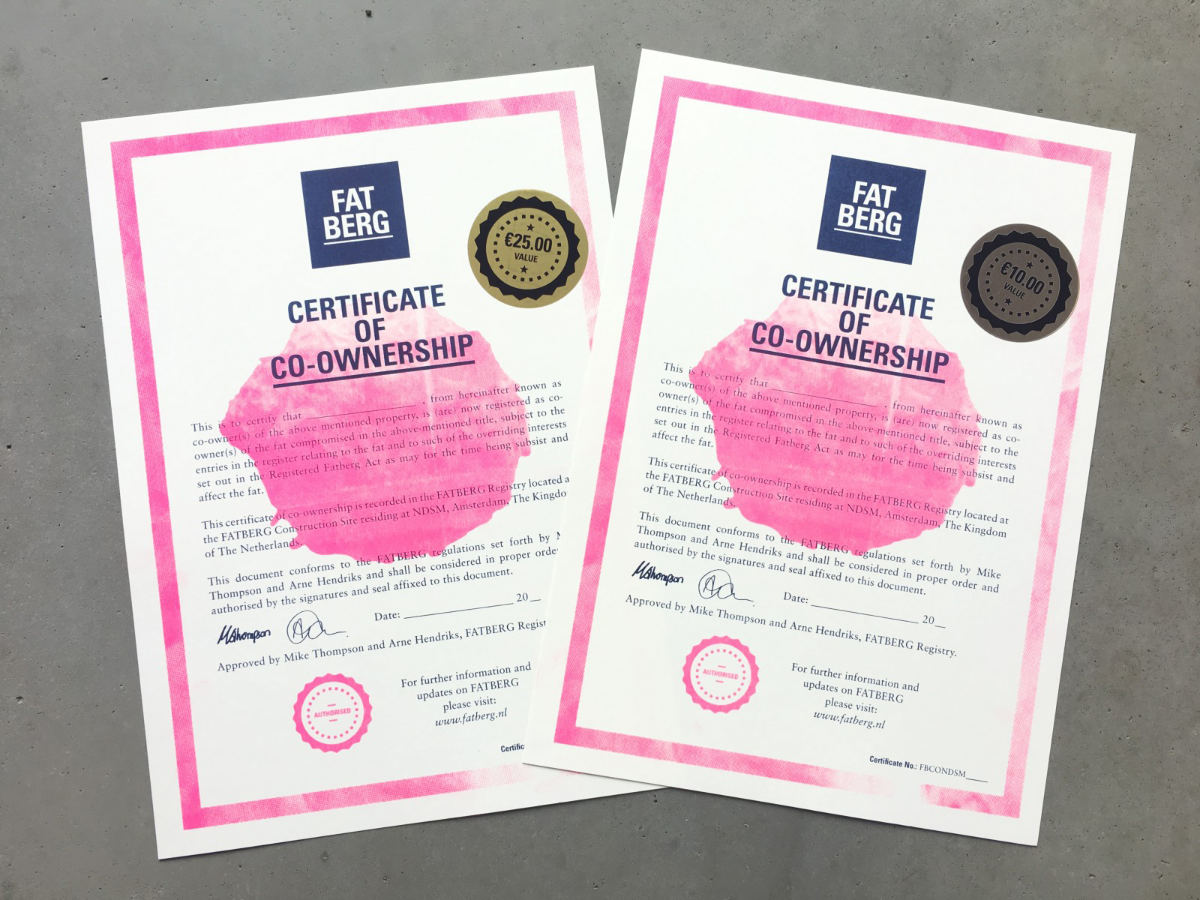 FAT
BERG
€25.00
VALUE
CERTIFICATE
OF
CO-OWNERSHIP
This is to certify that ____________________, from hereinafter known as
co-owner(s) of the above mentioned property, is (are) now registered as co-
owner(s) of the fat compromised in the above-mentioned title, subject to the
entries in the register relating to the fat and to such of the overriding interests
set out in the Registered Fatberg Act as may for the time being subsist and
affect the fat.
This certificate of co-ownership is recorded in the FATBERG Registry located a
the FATBERG Construction Site residing at NDSM, Amsterdam, The Kingdo
of The Netherlands.
This document conforms to the FATBERG regulations set forth by M
Thompson and Arne Hendriks and shall be considered in proper order
authorised by the signatures and seal affixed to this document.
MAThompson
Date: ____________________ 20__
Approved by Mike Thompson and Arne Hendriks, FATBERG Regist
AUTHORISED
For further information and
updates on FATBERG
please visit:
www.fatberg.nl
Certific
FAT
BERG
€10.00
VALUE
CERTIFICATE
OF
CO-OWNERSHIP
This is to certify that ____________________, from hereinafter known as
co-owner(s) of the above mentioned property, is (are) now registered as co-
owner(s) of the fat compromised in the above-mentioned title, subject to the
entries in the register relating to the fat and to such of the overriding interests
set out in the Registered Fatberg Act as may for the time being subsist and
affect the fat.
This certificate of co-ownership is recorded in the FATBERG Registry located at
the FATBERG Construction Site residing at NDSM, Amsterdam, The Kingdom
of The Netherlands.
This document conforms to the FATBERG regulations set forth by Mike
Thompson and Arne Hendriks and shall be considered in proper order and
authorised by the signatures and seal affixed to this document.
MAThompson
Date: ____________________ 20__
Approved by Mike Thompson and Arne Hendriks, FATBERG Registry.
AUTHORISED
For further information and
updates on FATBERG
please visit:
www.fatberg.nl
Certificate No.: FBCONDSM____